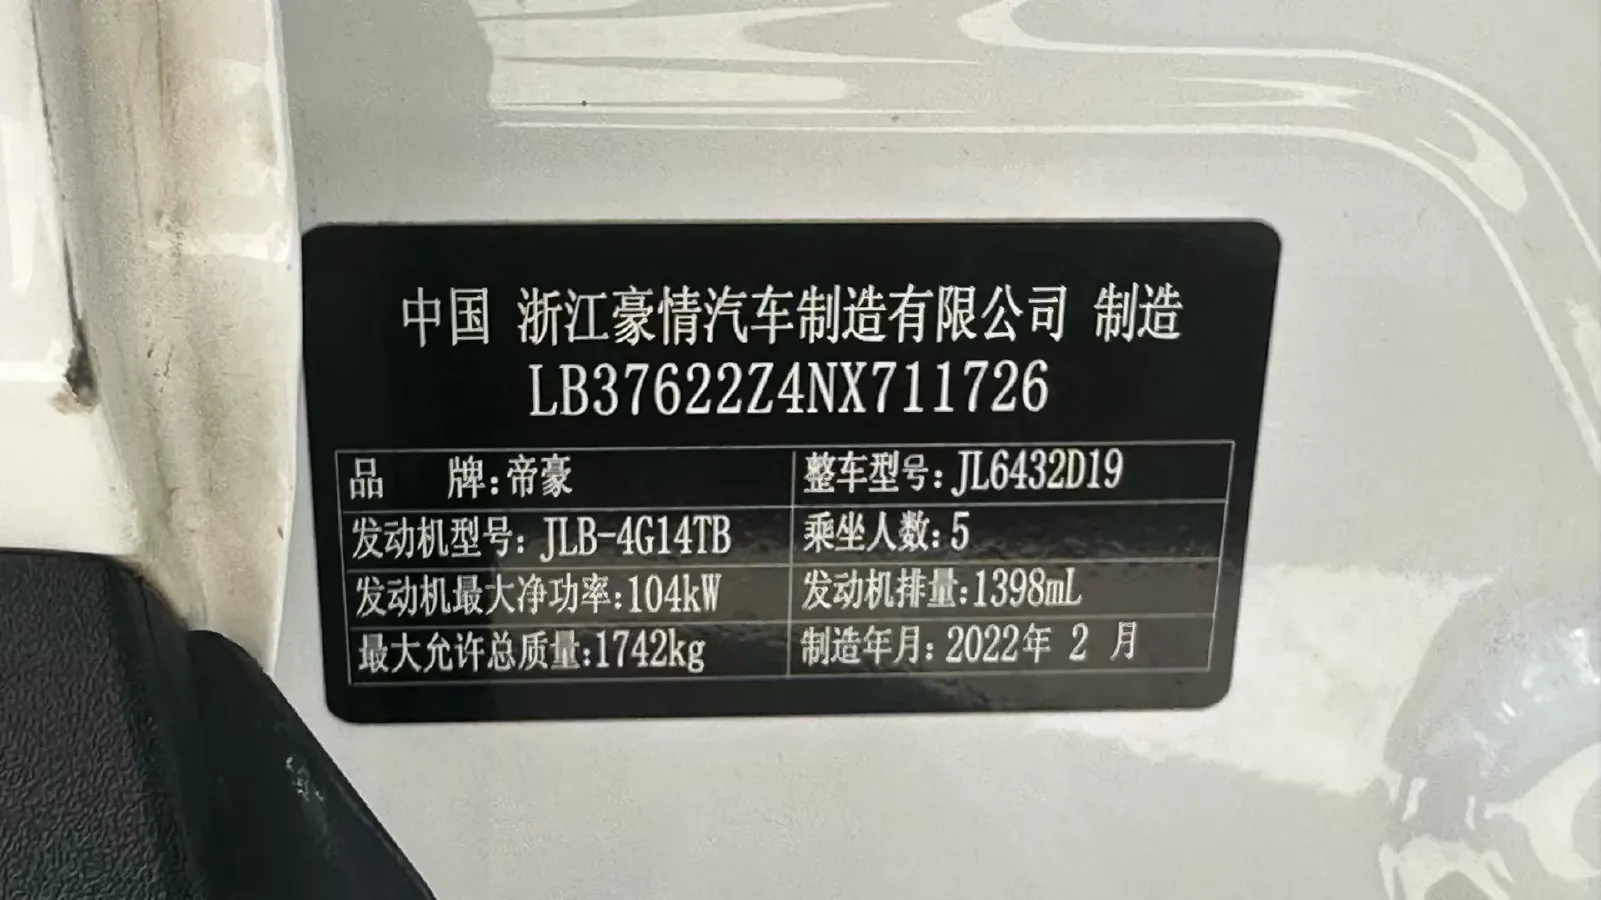 中国 浙江豪情汽车制造有限公司 制造
LB37622Z4NX711726
品 牌:帝豪 整车型号:JL6432D19
发动机型号:JLB-4G14TB 乘坐人数:5
发动机最大净功率:104kW 发动机排量:1398mL
最大允许总质量:1742kg 制造年月:2022年 2 月